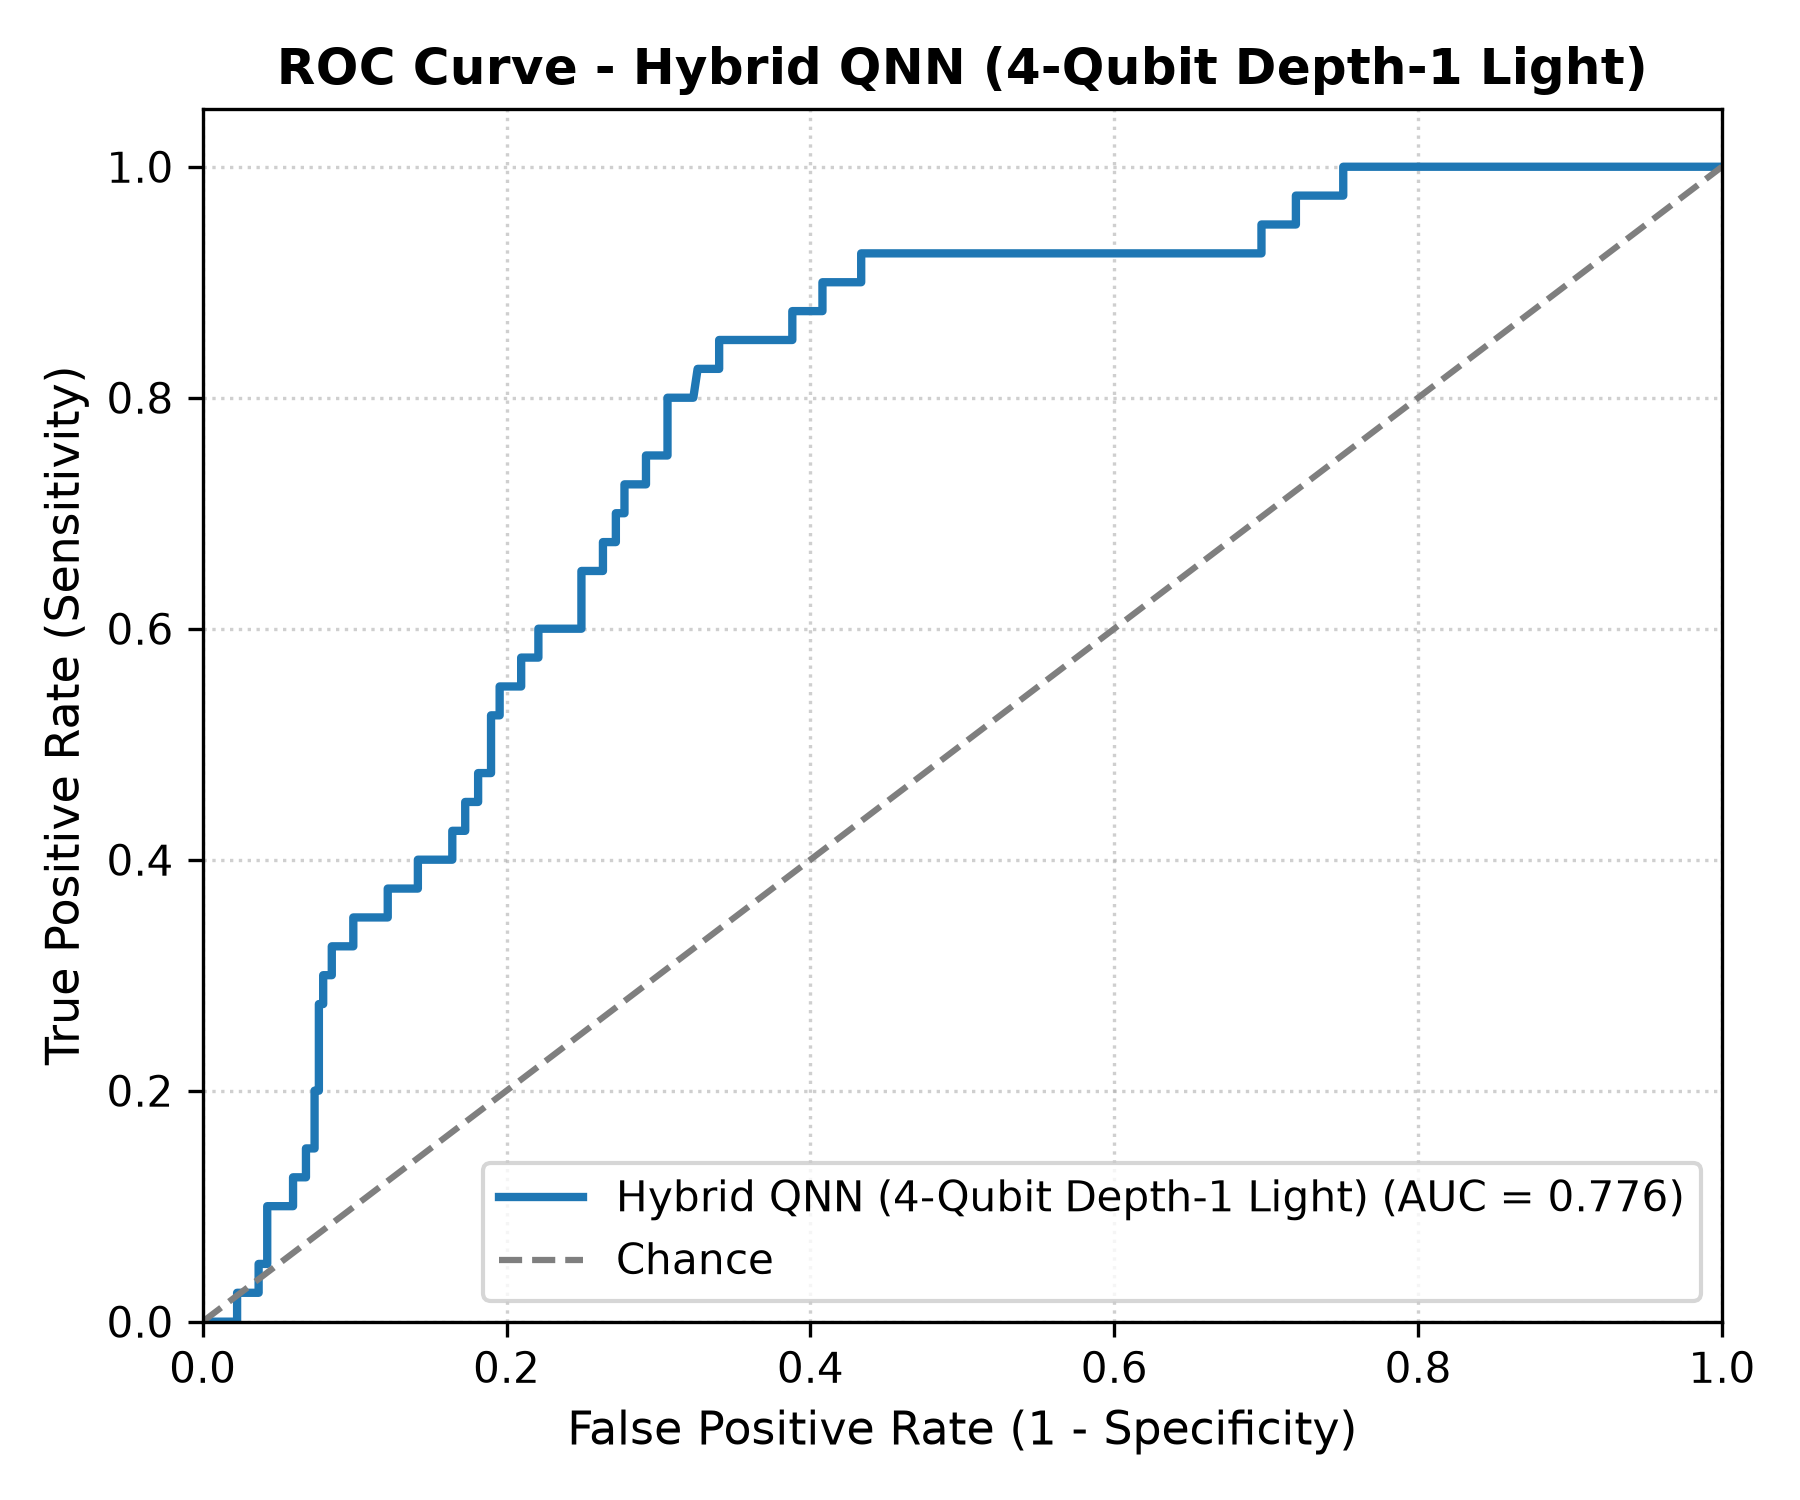 ROC Curve - Hybrid QNN (4-Qubit Depth-1 Light)
True Positive Rate (Sensitivity)
1.0
0.8
0.6
0.4
0.2
0.0
Hybrid QNN (4-Qubit Depth-1 Light) (AUC = 0.776)
Chance
0.0 0.2 0.4 0.6 0.8 1.0
False Positive Rate (1 - Specificity)